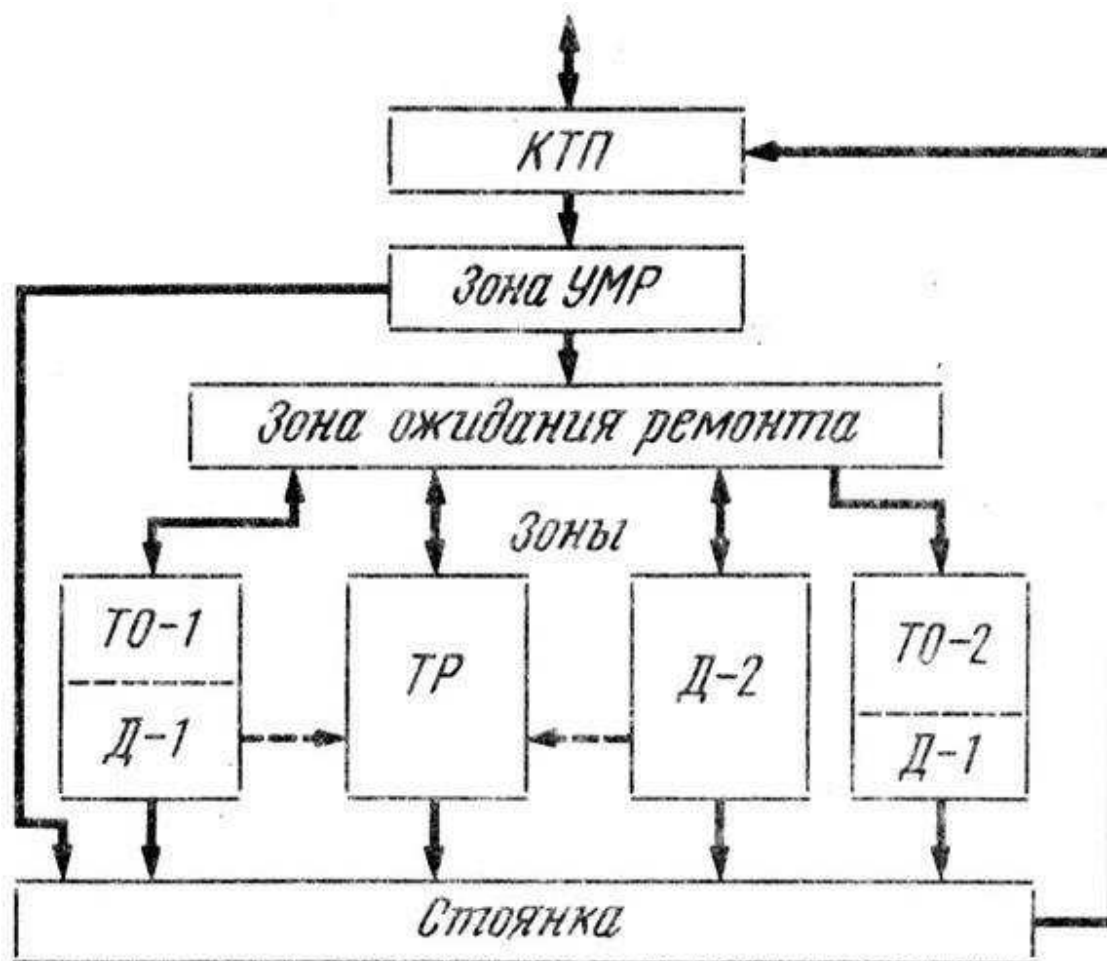 КТП
Зона УМР
Зона ожидания ремонта
Зоны
ТО-1
Д-1
ТР
Д-2
ТО-2
Д-1
Стоянка